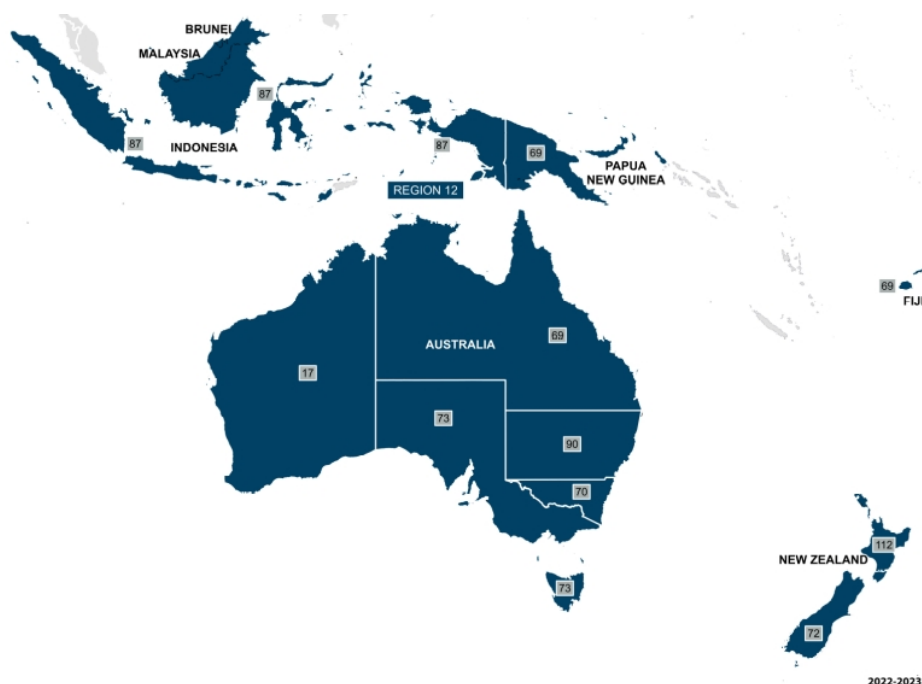 BRUNEI
MALAYSIA
87
87
INDONESIA
87
69
PAPUA
NEW GUINEA
REGION 12
69
FIJI
69
AUSTRALIA
17
73
90
70
112
NEW ZEALAND
73
72
2022-2023